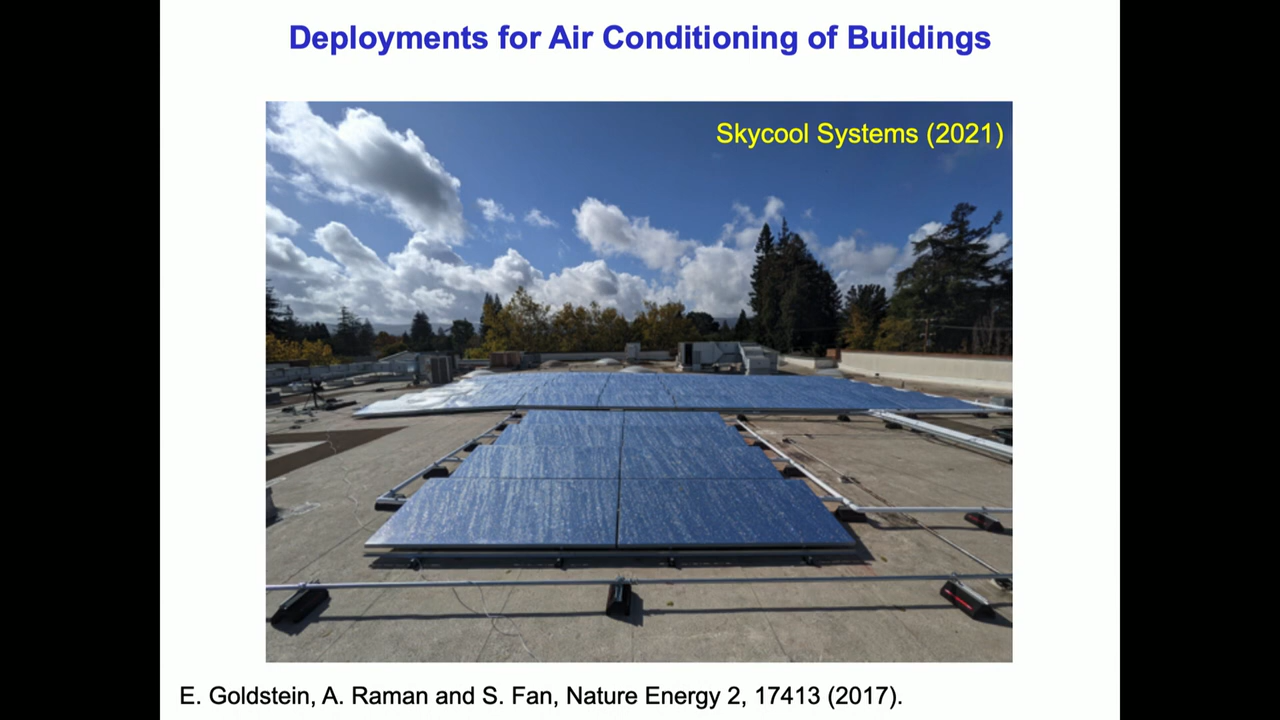 Deployments for Air Conditioning of Buildings
Skycool Systems (2021)
E. Goldstein, A. Raman and S. Fan, Nature Energy 2, 17413 (2017).